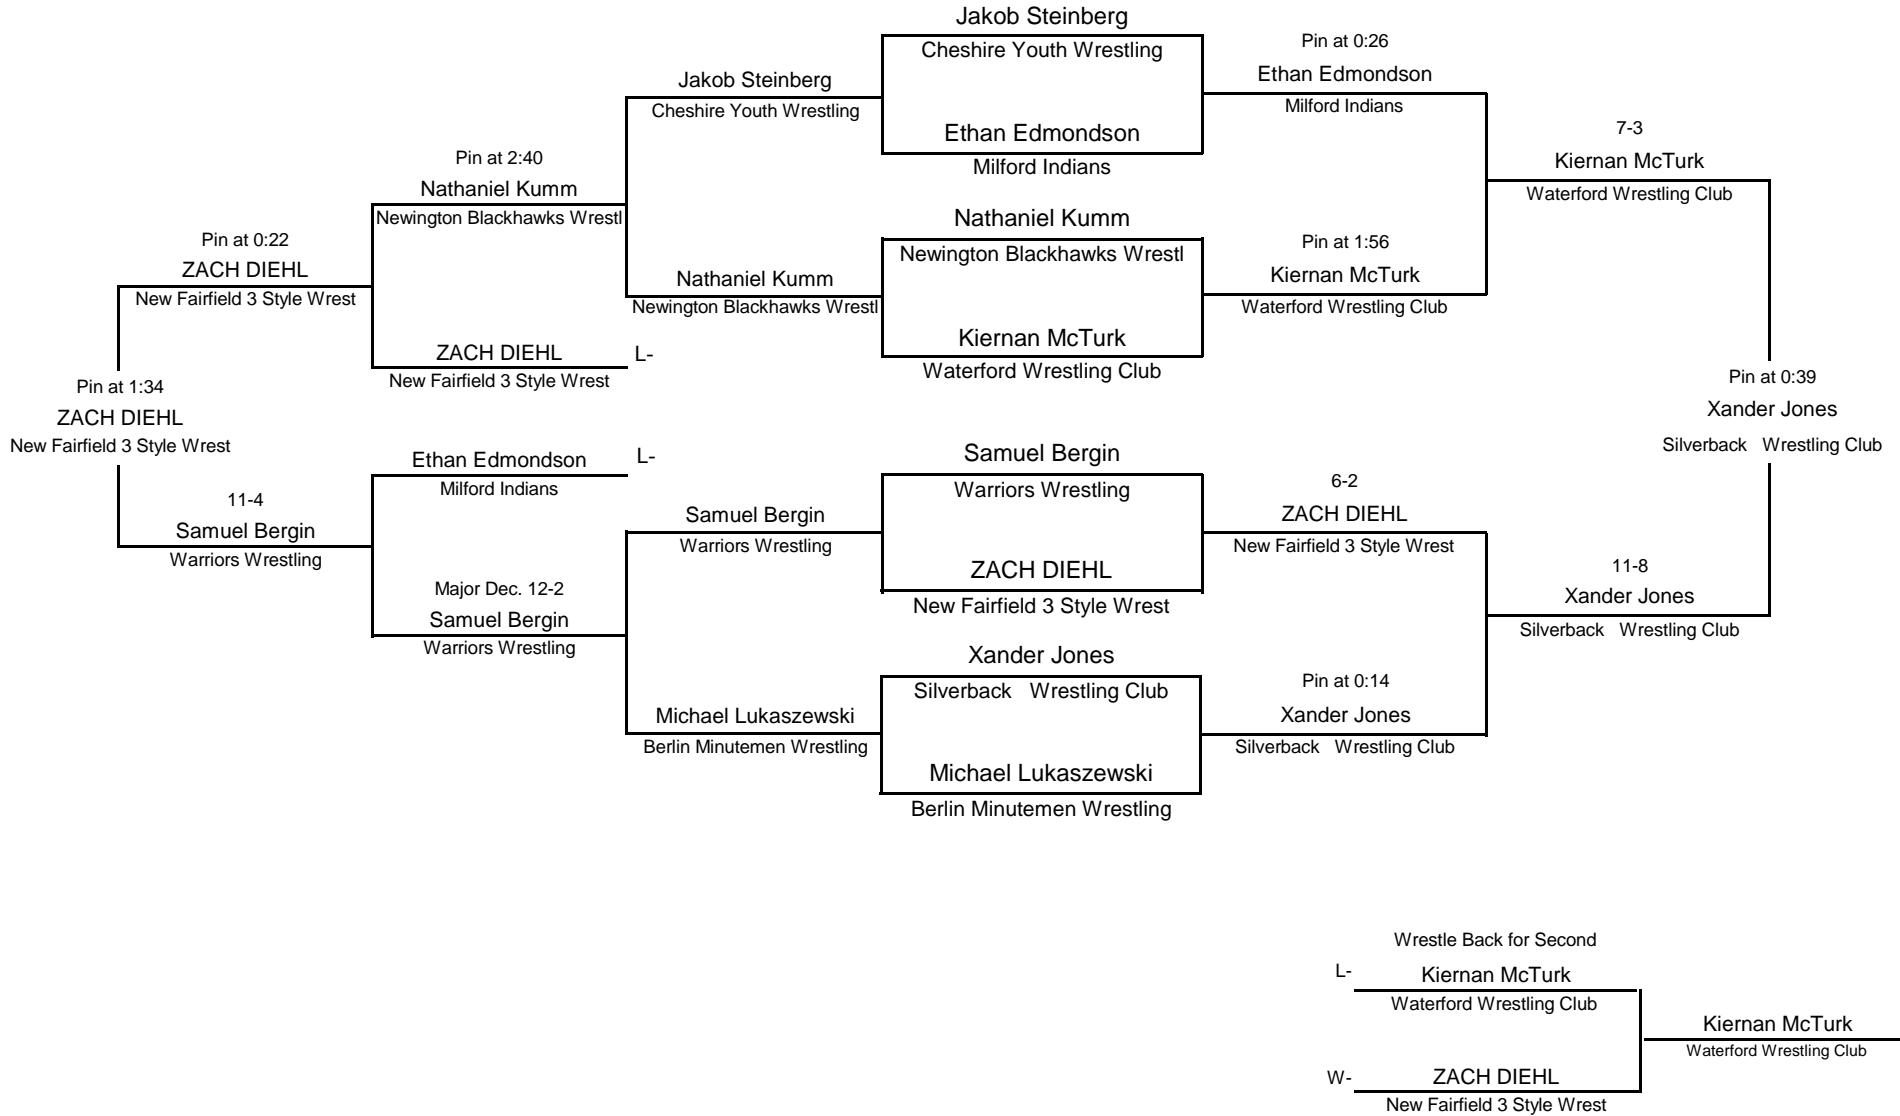 Jakob Steinberg
Cheshire Youth Wrestling
Pin at 0:26
Ethan Edmondson
Milford Indians
Jakob Steinberg
Cheshire Youth Wrestling
Ethan Edmondson
Milford Indians
7-3
Kiernan McTurk
Waterford Wrestling Club
Pin at 2:40
Nathaniel Kumm
Newington Blackhawks Wrestl
Nathaniel Kumm
Newington Blackhawks Wrestl
Pin at 0:22
ZACH DIEHL
New Fairfield 3 Style Wrest
Nathaniel Kumm
Newington Blackhawks Wrestl
Pin at 1:56
Kiernan McTurk
Waterford Wrestling Club
Kiernan McTurk
Waterford Wrestling Club
ZACH DIEHL L-
New Fairfield 3 Style Wrest
Pin at 1:34
ZACH DIEHL
New Fairfield 3 Style Wrest
Pin at 0:39
Xander Jones
Silverback Wrestling Club
Ethan Edmondson L-
Milford Indians
Samuel Bergin
Warriors Wrestling
11-4
Samuel Bergin
Warriors Wrestling
Samuel Bergin
Warriors Wrestling
6-2
ZACH DIEHL
New Fairfield 3 Style Wrest
ZACH DIEHL
New Fairfield 3 Style Wrest
Major Dec. 12-2
Samuel Bergin
Warriors Wrestling
11-8
Xander Jones
Silverback Wrestling Club
Xander Jones
Silverback Wrestling Club
Pin at 0:14
Xander Jones
Silverback Wrestling Club
Michael Lukaszewski
Berlin Minutemen Wrestling
Michael Lukaszewski
Berlin Minutemen Wrestling
Wrestle Back for Second
L- Kiernan McTurk
Waterford Wrestling Club
Kiernan McTurk
Waterford Wrestling Club
W- ZACH DIEHL
New Fairfield 3 Style Wrest